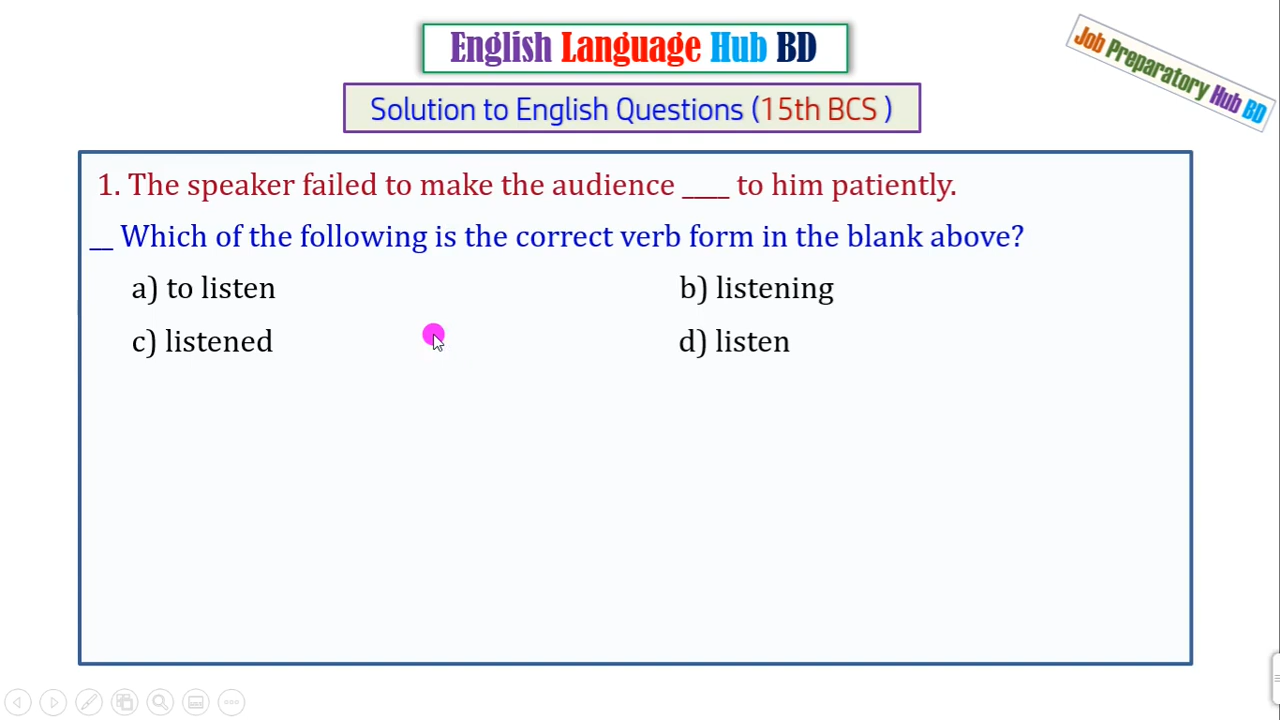 English Language Hub BD
Job Preparatory Hub BD
Solution to English Questions (15th BCS )
1. The speaker failed to make the audience ____ to him patiently.
__ Which of the following is the correct verb form in the blank above?
a) to listen b) listening
c) listened d) listen